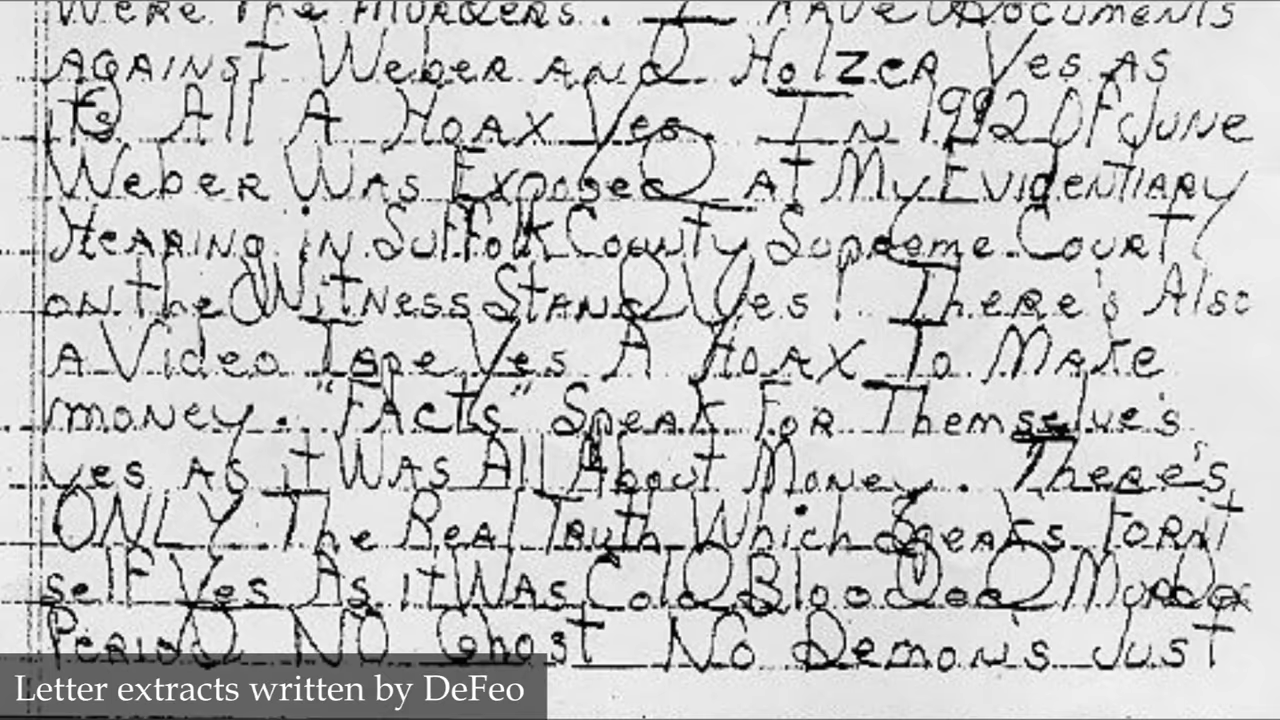 Were The MURDERS. I HAVE Documents
AGAINST Weber AND HolzeR Yes As
its All A HoAX Yes. In 1992 Of June
Weber WAS Exposed At My EvidenTIARY
HeARING in Suffolk County Supreme CourT
on the Witness Stand Yes! There's Also
A Video Tape Yes A HoAX To Make
money. "FActs" Speak FoR Themselve's
yes As it WAS All About Money. There's
ONLY The Real TRuth Which Speaks Forit
self Yes As It WAS Cold Blooded MurdeR
PeRioD NO Ghost No Demon's Just
Letter extracts written by DeFeo